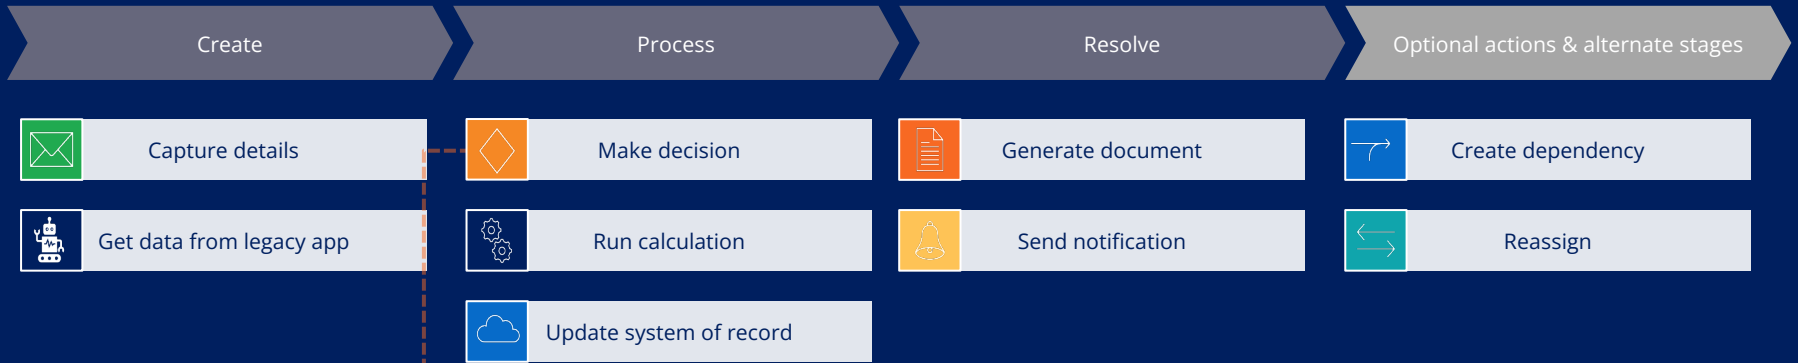 Create
Process
Resolve
Optional actions & alternate stages
Capture details
Make decision
Generate document
Create dependency
Get data from legacy app
Run calculation
Send notification
Reassign
Update system of record